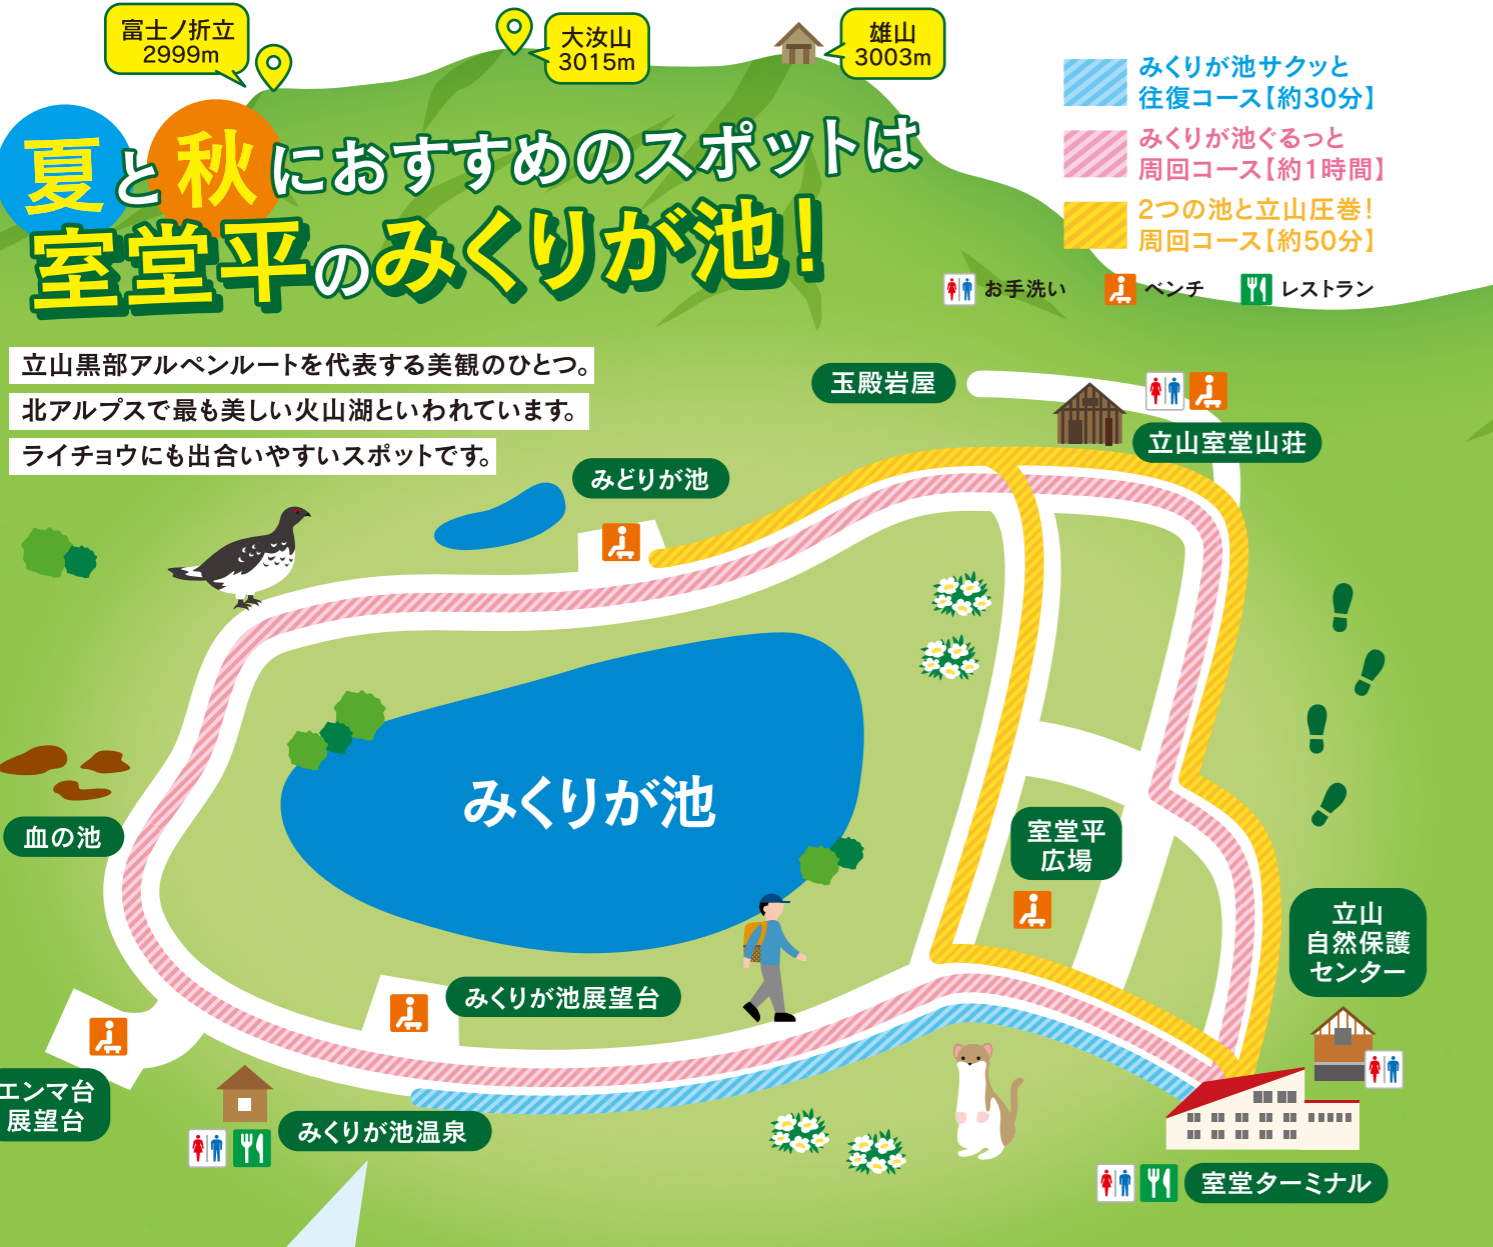 富士ノ折立
2999m
大汝山
3015m
雄山
3003m
夏と秋におすすめのスポットは
室堂平のみくりが池！
みくりが池サクッと
往復コース【約30分】
みくりが池ぐるっと
周回コース【約1時間】
2つの池と立山圧巻！
周回コース【約50分】
お手洗い
ベンチ
レストラン
立山黒部アルペンルートを代表する美観のひとつ。
北アルプスで最も美しい火山湖といわれています。
ライチョウにも出合いやすいスポットです。
玉殿岩屋
立山室堂山荘
みどりが池
みくりが池
血の池
室堂平
広場
立山
自然保護
センター
みくりが池展望台
エンマ台
展望台
みくりが池温泉
室堂ターミナル